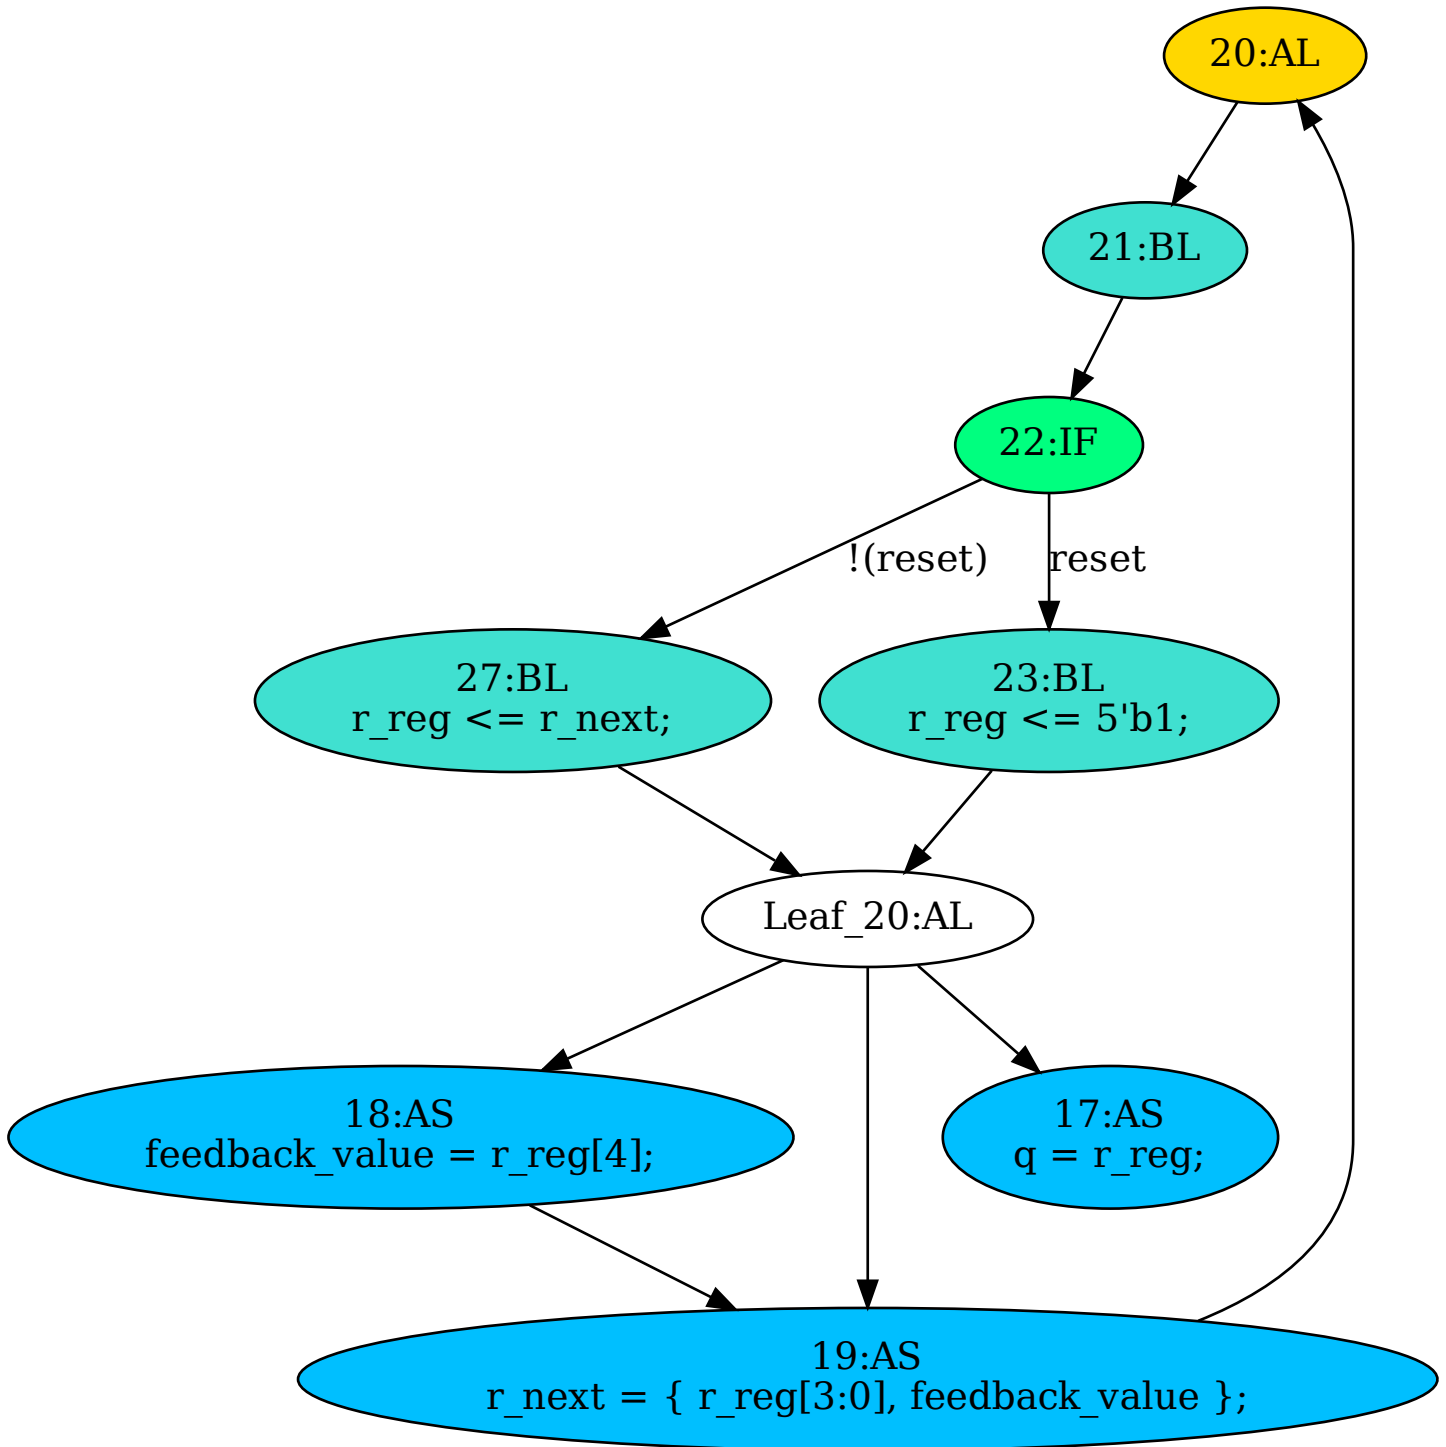 20:AL
21:BL
22:IF
!(reset)
reset
27:BL
r_reg <= r_next;
23:BL
r_reg <= 5'b1;
Leaf_20:AL
18:AS
feedback_value = r_reg[4];
17:AS
q = r_reg;
19:AS
r_next = { r_reg[3:0], feedback_value };